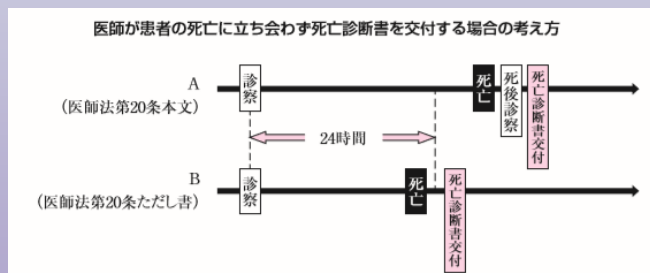 医師が患者の死亡に立ち会わず死亡診断書を交付する場合の考え方
A
(医師法第20条本文)
診察
死亡
死後診察
死亡診断書交付
24時間
B
(医師法第20条ただし書)
診察
死亡
死亡診断書交付